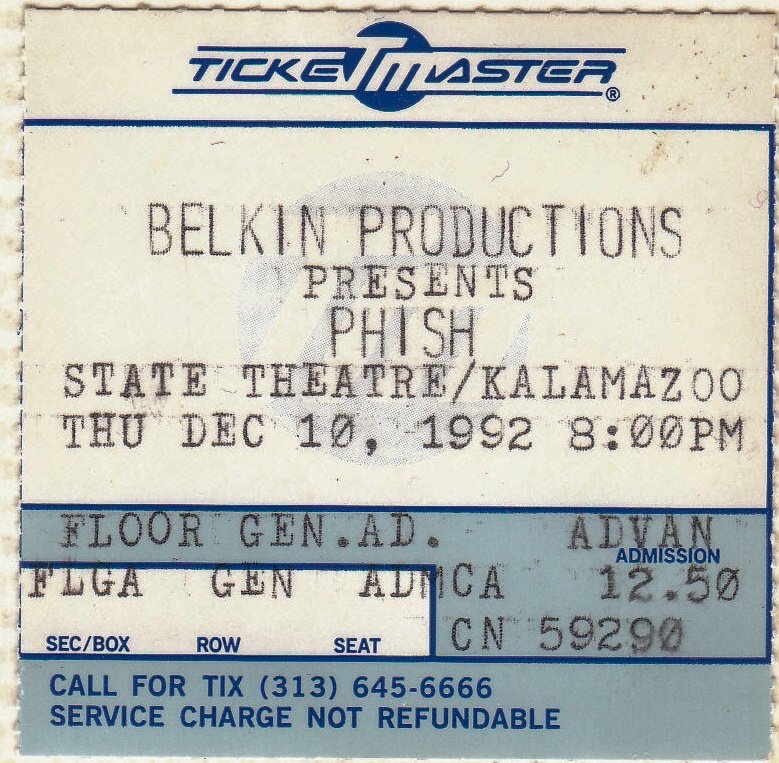 TICKETMASTER®
BELKIN PRODUCTIONS
PRESENTS
PHISH
STATE THEATRE/KALAMAZOO
THU DEC 10, 1992 8:00PM
FLOOR GEN.AD. ADVAN
ADMISSION
FLGA GEN ADMCA 12.50
SEC/BOX ROW SEAT CN 59290
CALL FOR TIX (313) 645-6666
SERVICE CHARGE NOT REFUNDABLE